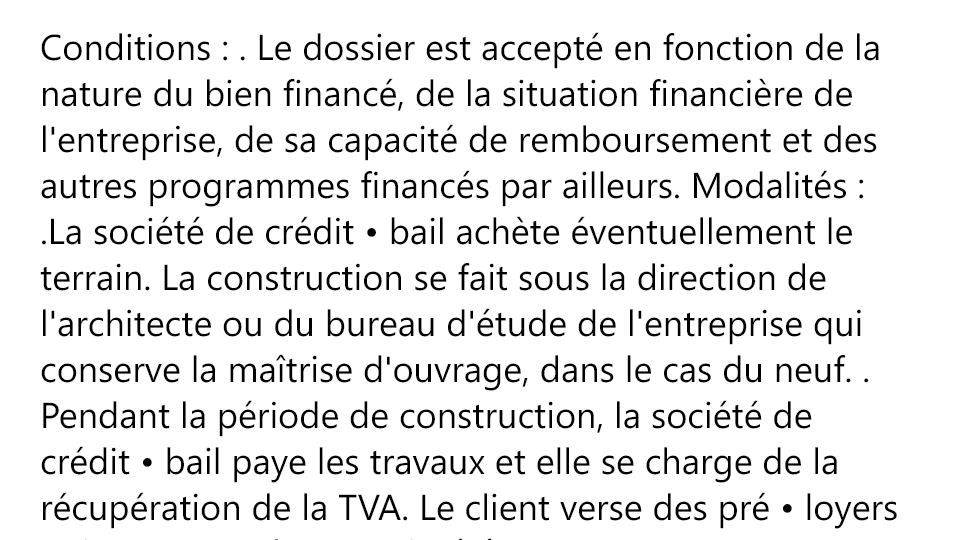 Conditions : . Le dossier est accepté en fonction de la
nature du bien financé, de la situation financière de
l'entreprise, de sa capacité de remboursement et des
autres programmes financés par ailleurs. Modalités :
.La société de crédit • bail achète éventuellement le
terrain. La construction se fait sous la direction de
l'architecte ou du bureau d'étude de l'entreprise qui
conserve la maîtrise d'ouvrage, dans le cas du neuf. .
Pendant la période de construction, la société de
crédit • bail paye les travaux et elle se charge de la
récupération de la TVA. Le client verse des pré • loyers